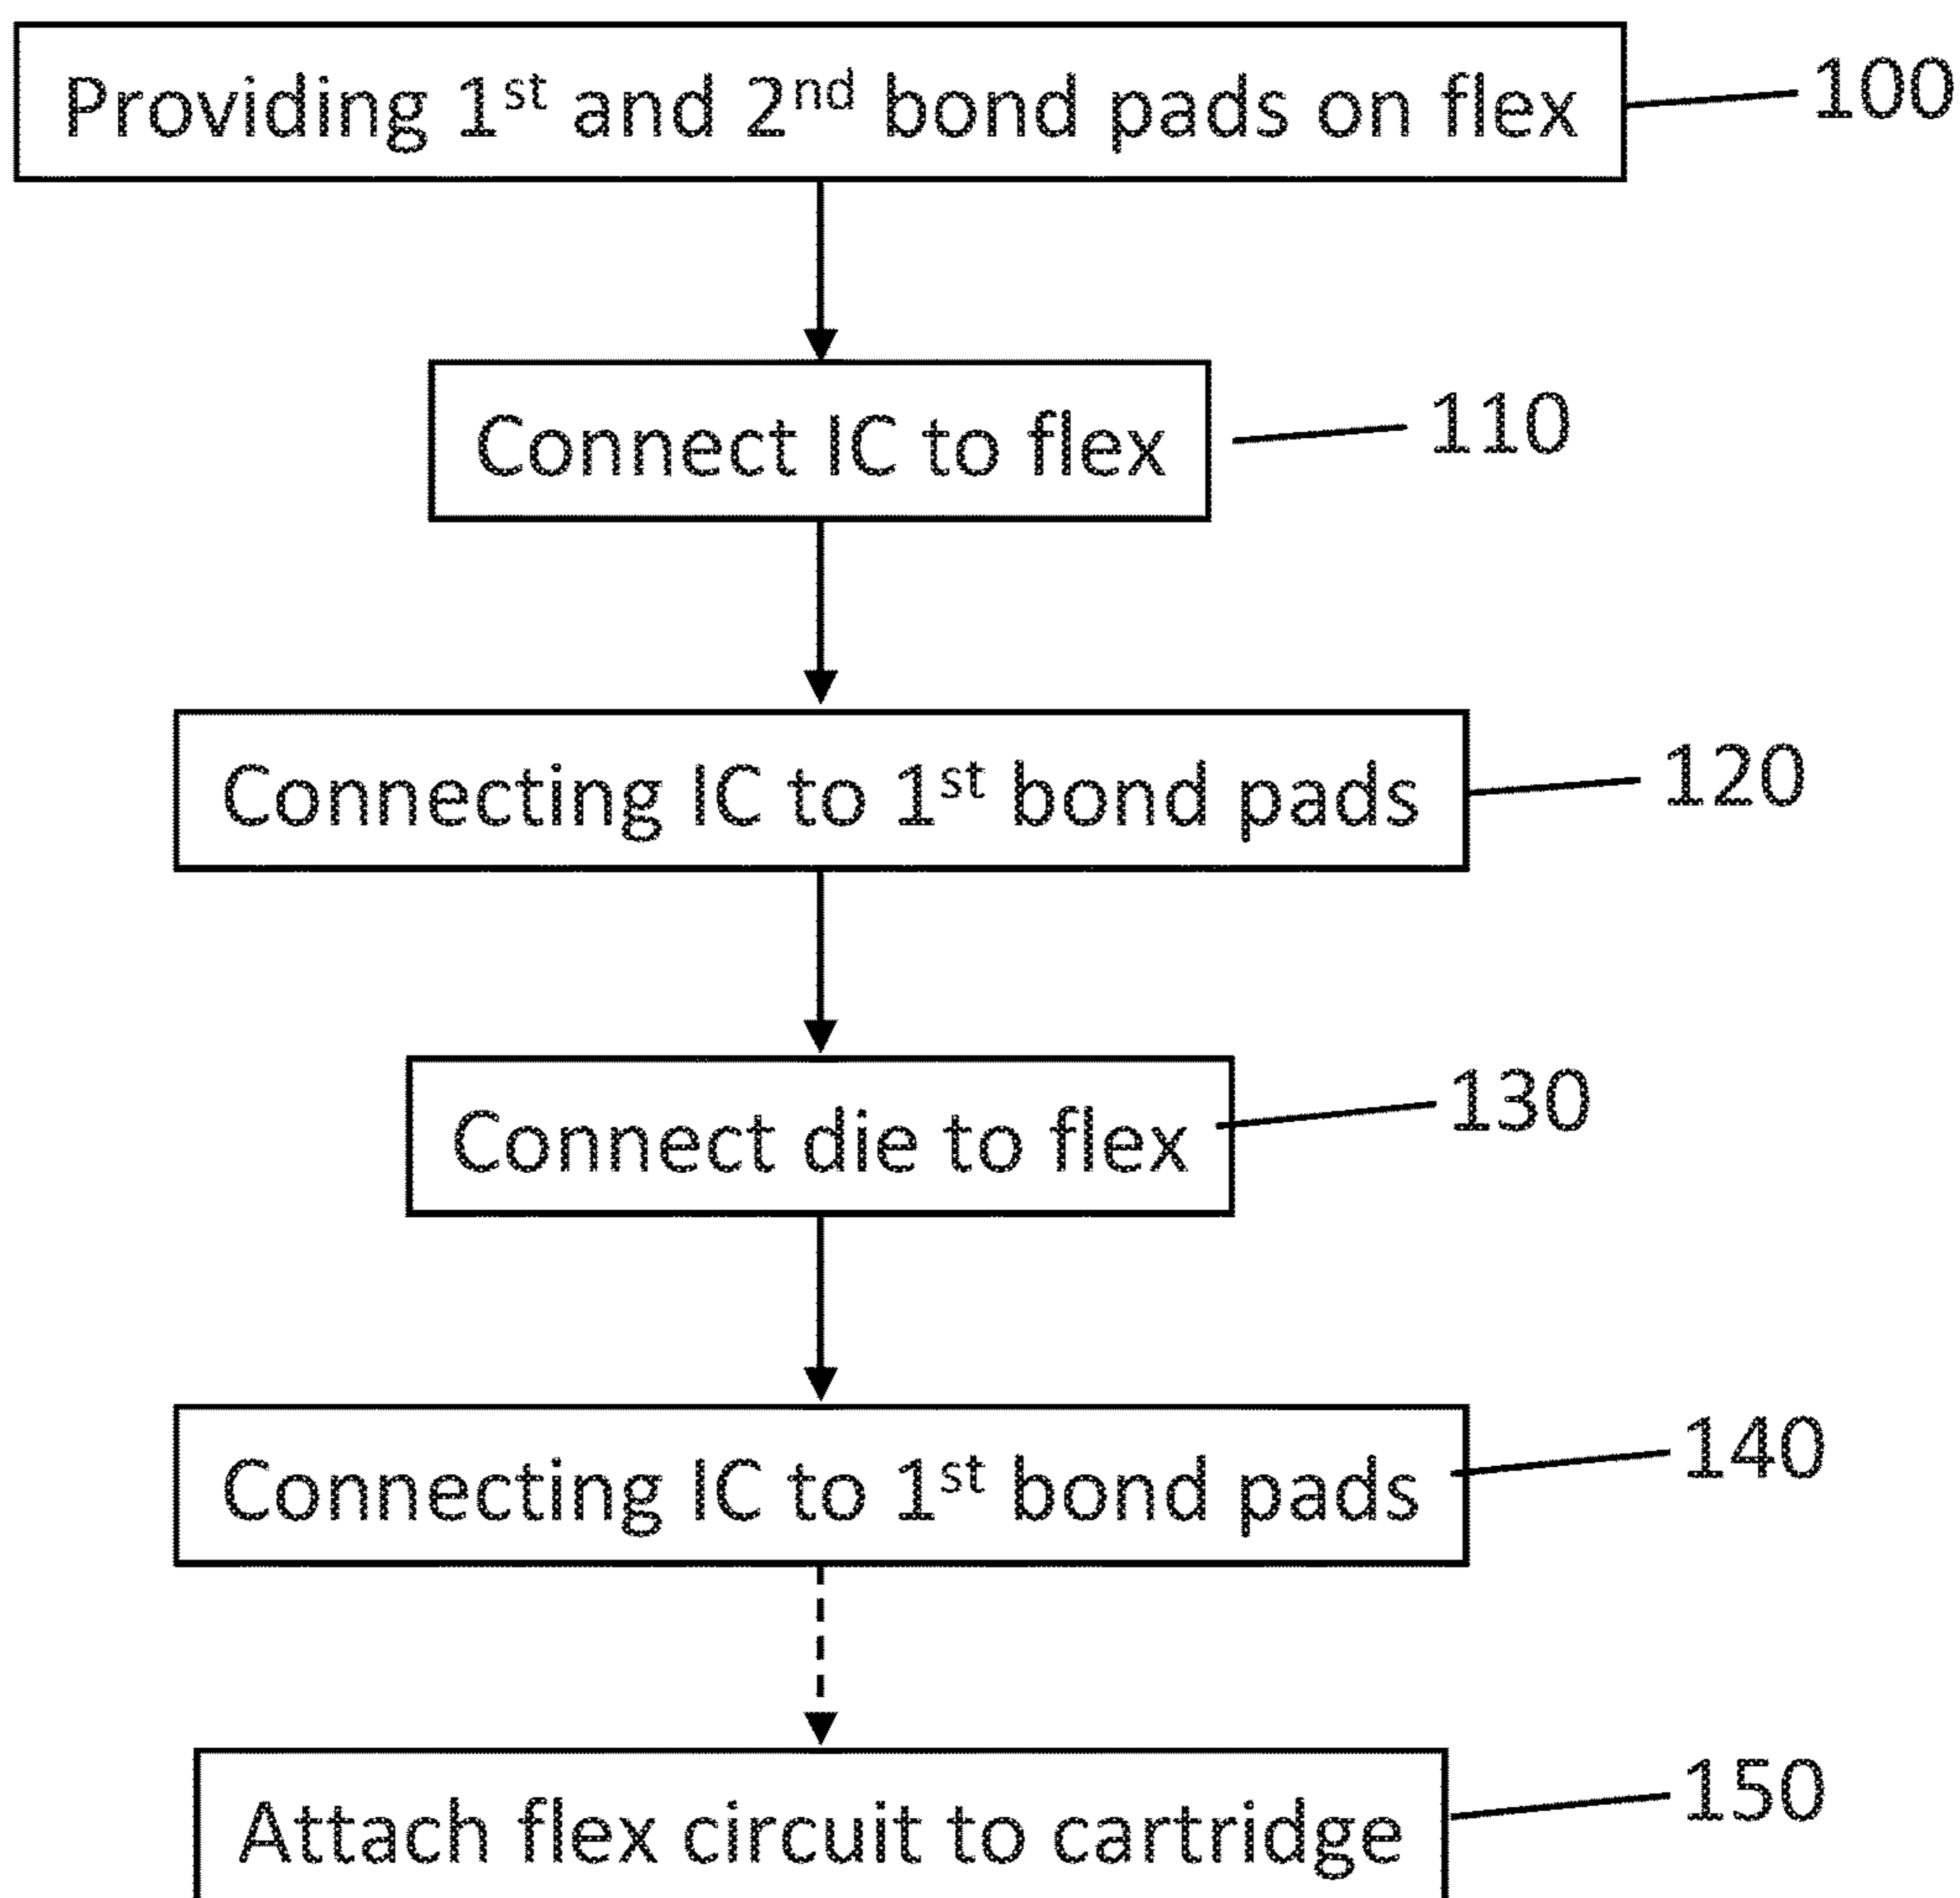 Providing 1st and 2nd bond pads on flex 100
Connect IC to flex 110
Connecting IC to 1st bond pads 120
Connect die to flex 130
Connecting IC to 1st bond pads 140
Attach flex circuit to cartridge 150